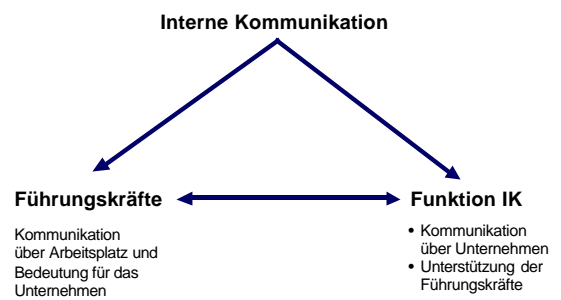 Interne Kommunikation
Führungskräfte
Kommunikation
über Arbeitsplatz und
Bedeutung für das
Unternehmen
Funktion IK
• Kommunikation
über Unternehmen
• Unterstützung der
Führungskräfte